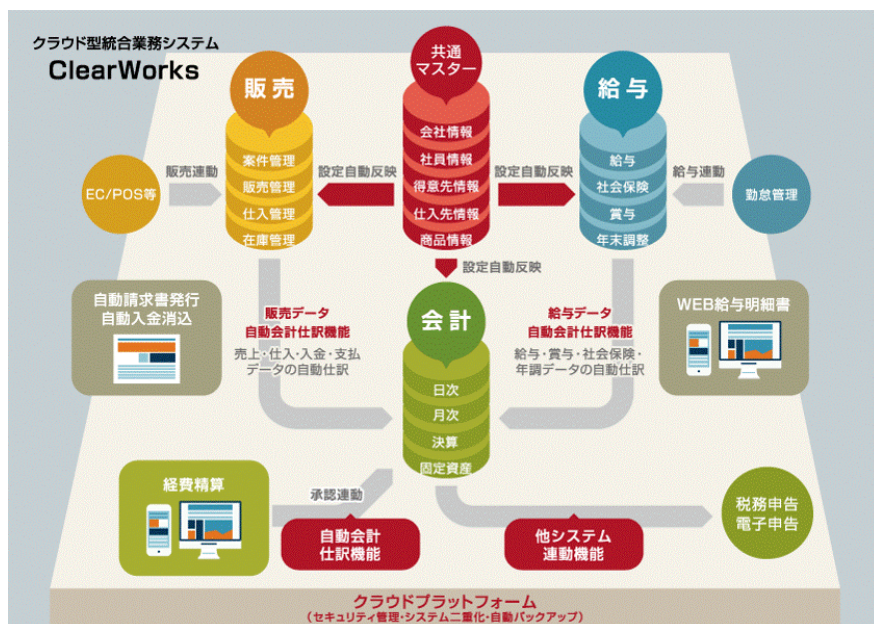 クラウド型統合業務システム
ClearWorks
販売
案件管理
販売管理
仕入管理
在庫管理
共通
マスター
会社情報
社員情報
得意先情報
仕入先情報
商品情報
給与
給与
社会保険
賞与
年末調整
EC/POS等
販売連動
設定自動反映
設定自動反映
給与連動
勤怠管理
設定自動反映
自動請求書発行
自動入金消込
販売データ
自動会計仕訳機能
売上・仕入・入金・支払
データの自動仕訳
会計
日次
月次
決算
固定資産
給与データ
自動会計仕訳機能
給与・賞与・社会保険・
年調データの自動仕訳
WEB給与明細書
経費精算
承認連動
自動会計
仕訳機能
他システム
連動機能
税務申告
電子申告
クラウドプラットフォーム
(セキュリティ管理・システム二重化・自動バックアップ)